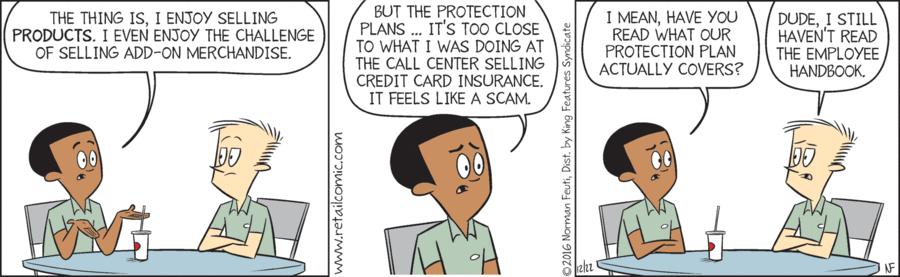 THE THING IS, I ENJOY SELLING
PRODUCTS. I EVEN ENJOY THE CHALLENGE
OF SELLING ADD-ON MERCHANDISE.
www.retailcomic.com
BUT THE PROTECTION
PLANS ... IT'S TOO CLOSE
TO WHAT I WAS DOING AT
THE CALL CENTER SELLING
CREDIT CARD INSURANCE.
IT FEELS LIKE A SCAM.
©2016 Norman Feuti, Dist. by King Features Syndicate
I MEAN, HAVE YOU
READ WHAT OUR
PROTECTION PLAN
ACTUALLY COVERS?
DUDE, I STILL
HAVEN'T READ
THE EMPLOYEE
HANDBOOK.
12/22
NF